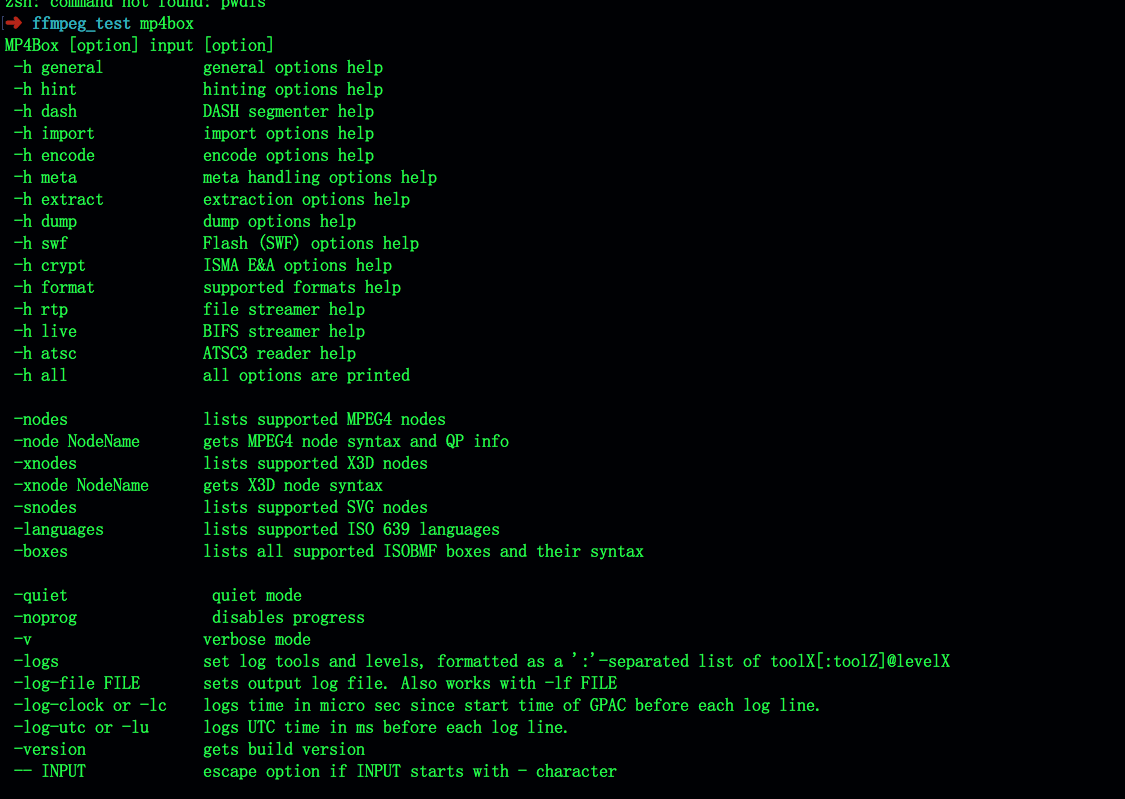 zsh: command not found: pwdls
➜ ffmpeg_test mp4box
MP4Box [option] input [option]
-h general general options help
-h hint hinting options help
-h dash DASH segmenter help
-h import import options help
-h encode encode options help
-h meta meta handling options help
-h extract extraction options help
-h dump dump options help
-h swf Flash (SWF) options help
-h crypt ISMA E&A options help
-h format supported formats help
-h rtp file streamer help
-h live BIFS streamer help
-h atsc ATSC3 reader help
-h all all options are printed
-nodes lists supported MPEG4 nodes
-node NodeName gets MPEG4 node syntax and QP info
-xnodes lists supported X3D nodes
-xnode NodeName gets X3D node syntax
-snodes lists supported SVG nodes
-languages lists supported ISO 639 languages
-boxes lists all supported ISOBMF boxes and their syntax
-quiet quiet mode
-noprog disables progress
-v verbose mode
-logs set log tools and levels, formatted as a ':'-separated list of toolX[:toolZ]@levelX
-log-file FILE sets output log file. Also works with -lf FILE
-log-clock or -lc logs time in micro sec since start time of GPAC before each log line.
-log-utc or -lu logs UTC time in ms before each log line.
-version gets build version
-- INPUT escape option if INPUT starts with - character